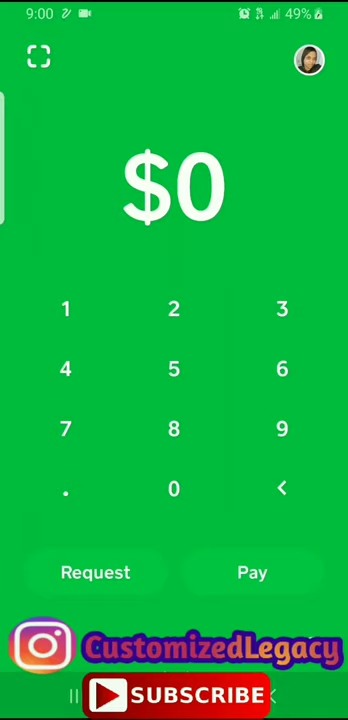 9:00 49%
$0
1 2 3
4 5 6
7 8 9
. 0 <
Request Pay
CustomizedLegacy
SUBSCRIBE